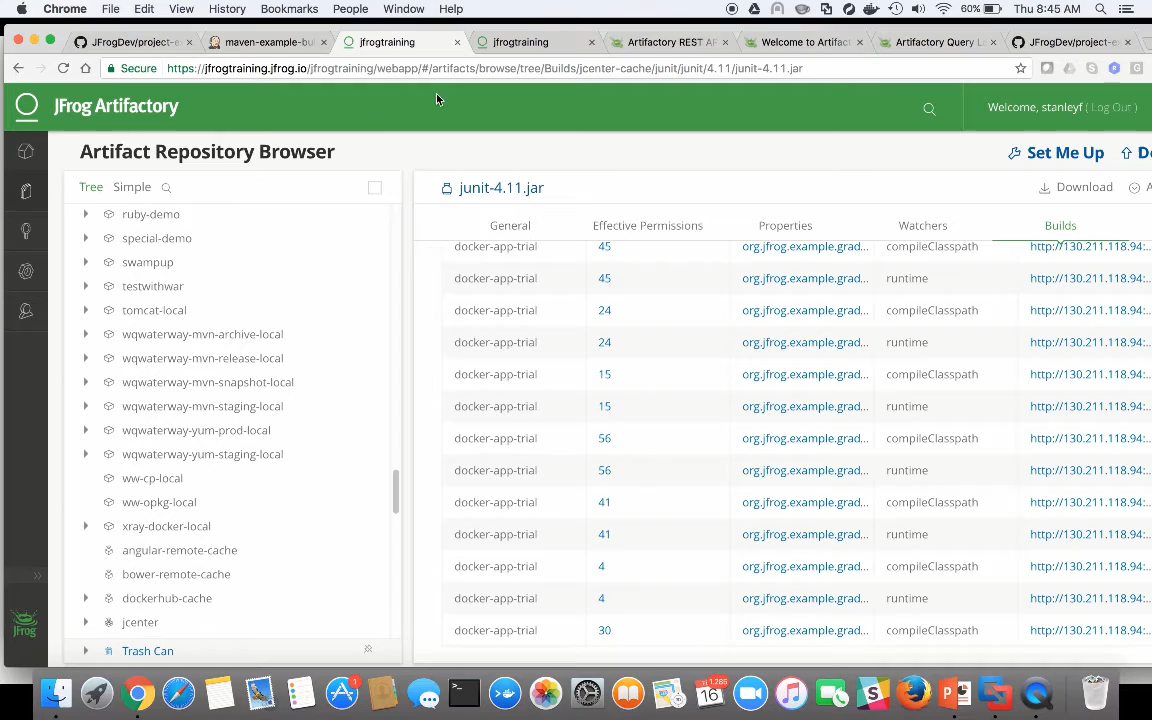 Chrome File Edit View History Bookmarks People Window Help 60% Thu 8:45 AM
JFrogDev/project-e× maven-example-bu× jfrogtraining × jfrogtraining × Artifactory REST AF× Welcome to Artifac× Artifactory Query La× JFrogDev/project-e×
Secure https://jfrogtraining.jfrog.io/jfrogtraining/webapp/#/artifacts/browse/tree/Builds/jcenter-cache/junit/junit/4.11/junit-4.11.jar
JFrog Artifactory
Welcome, stanleyf ( Log Out )
Artifact Repository Browser
Set Me Up
Tree Simple
junit-4.11.jar
Download
General Effective Permissions Properties Watchers Builds
ruby-demo
special-demo
swampup
testwithwar
tomcat-local
wqwaterway-mvn-archive-local
wqwaterway-mvn-release-local
wqwaterway-mvn-snapshot-local
wqwaterway-mvn-staging-local
wqwaterway-yum-prod-local
wqwaterway-yum-staging-local
ww-cp-local
ww-opkg-local
xray-docker-local
angular-remote-cache
bower-remote-cache
dockerhub-cache
jcenter
Trash Can
docker-app-trial 45 org.jfrog.example.grad... compileClasspath http://130.211.118.94:...
docker-app-trial 45 org.jfrog.example.grad... runtime http://130.211.118.94:...
docker-app-trial 24 org.jfrog.example.grad... compileClasspath http://130.211.118.94:...
docker-app-trial 24 org.jfrog.example.grad... runtime http://130.211.118.94:...
docker-app-trial 15 org.jfrog.example.grad... compileClasspath http://130.211.118.94:...
docker-app-trial 15 org.jfrog.example.grad... runtime http://130.211.118.94:...
docker-app-trial 56 org.jfrog.example.grad... compileClasspath http://130.211.118.94:...
docker-app-trial 56 org.jfrog.example.grad... runtime http://130.211.118.94:...
docker-app-trial 41 org.jfrog.example.grad... compileClasspath http://130.211.118.94:...
docker-app-trial 41 org.jfrog.example.grad... runtime http://130.211.118.94:...
docker-app-trial 4 org.jfrog.example.grad... compileClasspath http://130.211.118.94:...
docker-app-trial 4 org.jfrog.example.grad... runtime http://130.211.118.94:...
docker-app-trial 30 org.jfrog.example.grad... compileClasspath http://130.211.118.94:...
JFrog
1
1,285
16